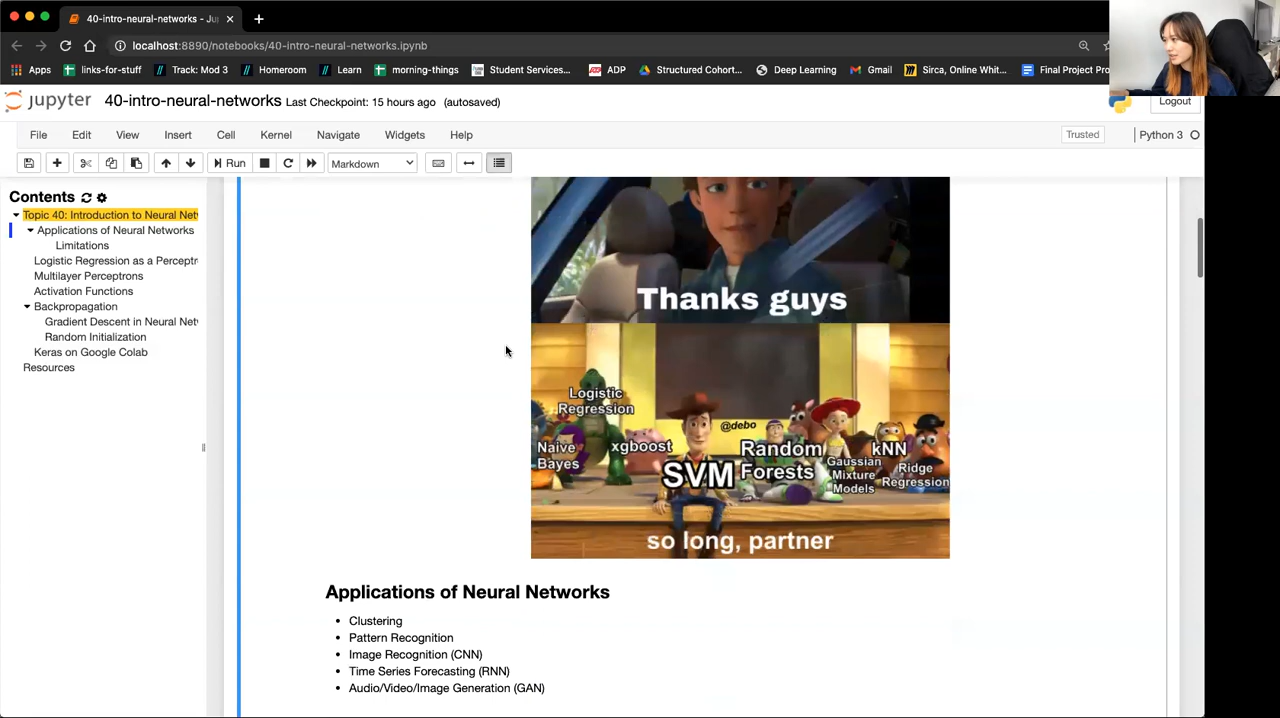 40-intro-neural-networks - Ju
localhost:8890/notebooks/40-intro-neural-networks.ipynb
Apps links-for-stuff Track: Mod 3 Homeroom Learn morning-things Student Services... ADP Structured Cohort... Deep Learning Gmail Sirca, Online Whit... Final Project Pro
jupyter 40-intro-neural-networks Last Checkpoint: 15 hours ago (autosaved) Logout
File Edit View Insert Cell Kernel Navigate Widgets Help Trusted Python 3
Run Markdown
Contents
Topic 40: Introduction to Neural Net
Applications of Neural Networks
Limitations
Logistic Regression as a Perceptr
Multilayer Perceptrons
Activation Functions
Backpropagation
Gradient Descent in Neural Net
Random Initialization
Keras on Google Colab
Resources
Thanks guys
Logistic
Regression
@debo
Naive
Bayes
xgboost
SVM
Random
Forests
Gaussian
Mixture
Models
kNN
Ridge
Regression
so long, partner
Applications of Neural Networks
• Clustering
• Pattern Recognition
• Image Recognition (CNN)
• Time Series Forecasting (RNN)
• Audio/Video/Image Generation (GAN)